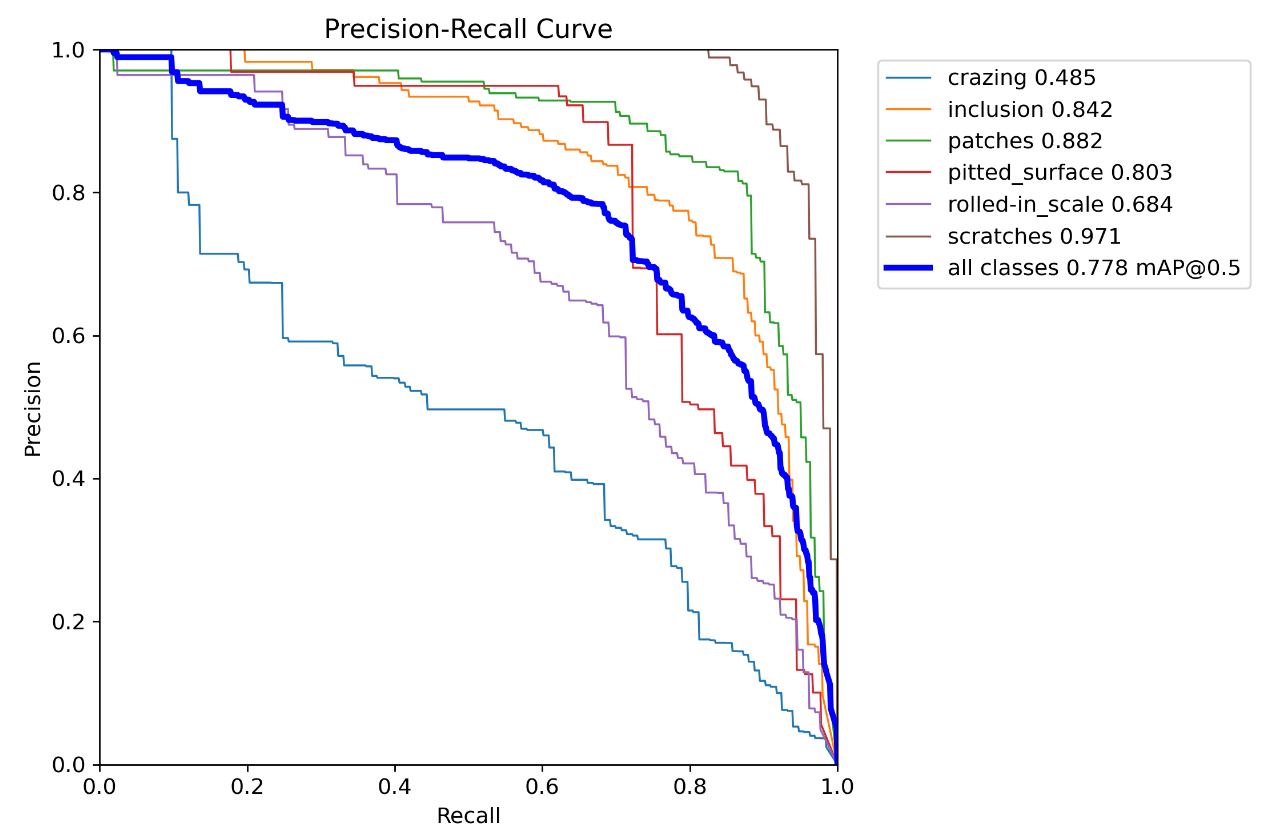 Precision-Recall Curve
1.0
0.8
0.6
0.4
0.2
0.0
Precision
0.0 0.2 0.4 0.6 0.8 1.0
Recall
crazing 0.485
inclusion 0.842
patches 0.882
pitted_surface 0.803
rolled-in_scale 0.684
scratches 0.971
all classes 0.778 mAP@0.5